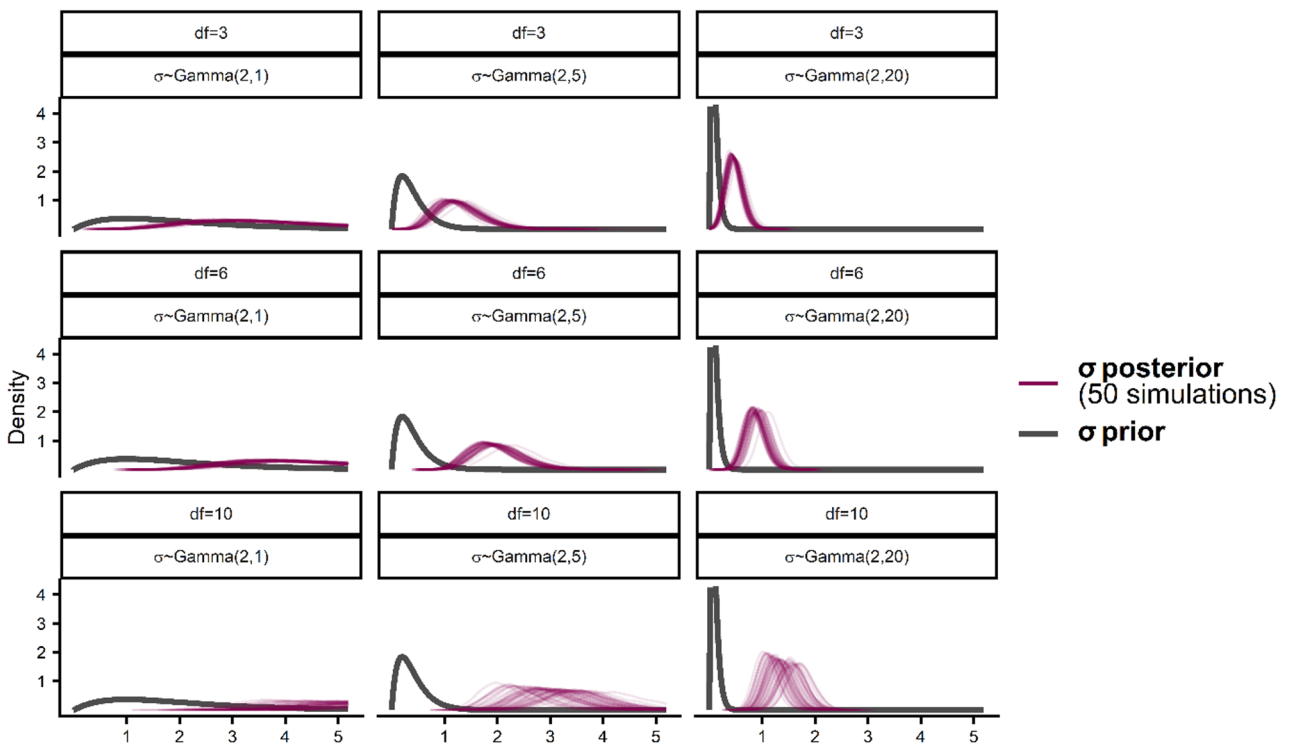 df=3
df=3
df=3
σ~Gamma(2,1)
σ~Gamma(2,5)
σ~Gamma(2,20)
4
3
2
1
df=6
df=6
df=6
σ~Gamma(2,1)
σ~Gamma(2,5)
σ~Gamma(2,20)
4
3
2
1
Density
σ posterior
(50 simulations)
σ prior
df=10
df=10
df=10
σ~Gamma(2,1)
σ~Gamma(2,5)
σ~Gamma(2,20)
4
3
2
1
1 2 3 4 5
1 2 3 4 5
1 2 3 4 5